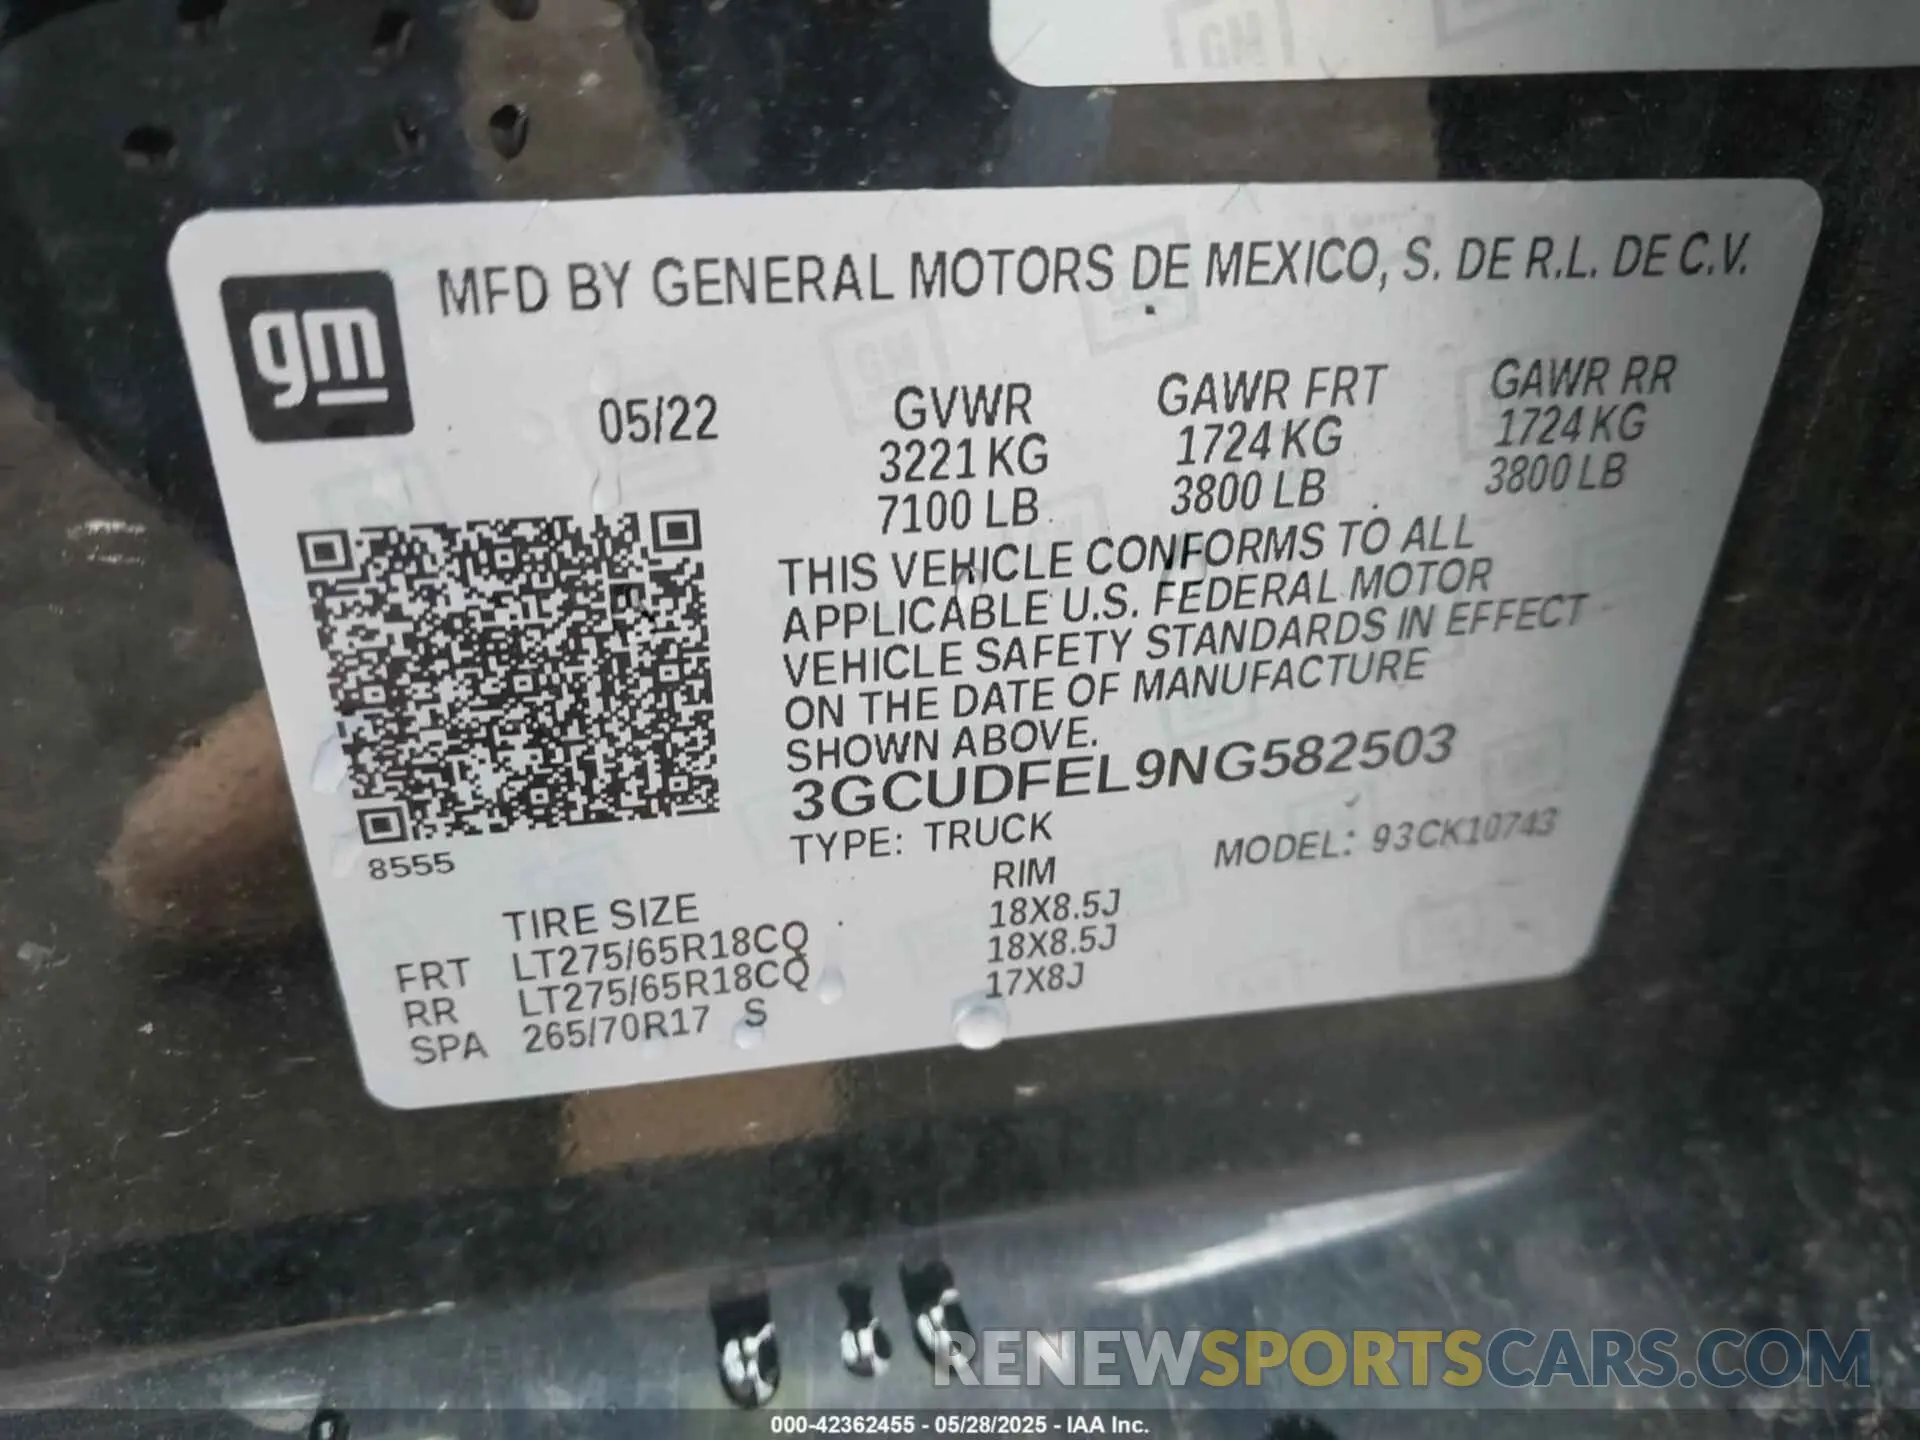 gm
MFD BY GENERAL MOTORS DE MEXICO, S. DE R.L. DE C.V.
05/22 GVWR GAWR FRT GAWR RR
3221 KG 1724 KG 1724 KG
7100 LB 3800 LB 3800 LB
THIS VEHICLE CONFORMS TO ALL
APPLICABLE U.S. FEDERAL MOTOR
VEHICLE SAFETY STANDARDS IN EFFECT
ON THE DATE OF MANUFACTURE
SHOWN ABOVE.
3GCUDFEL9NG582503
TYPE: TRUCK MODEL: 93CK10743
8555
TIRE SIZE RIM
FRT LT275/65R18CQ 18X8.5J
RR LT275/65R18CQ 18X8.5J
SPA 265/70R17 S 17X8J
RENEWSPORTSCARS.COM
000-42362455 - 05/28/2025 - IAA Inc.